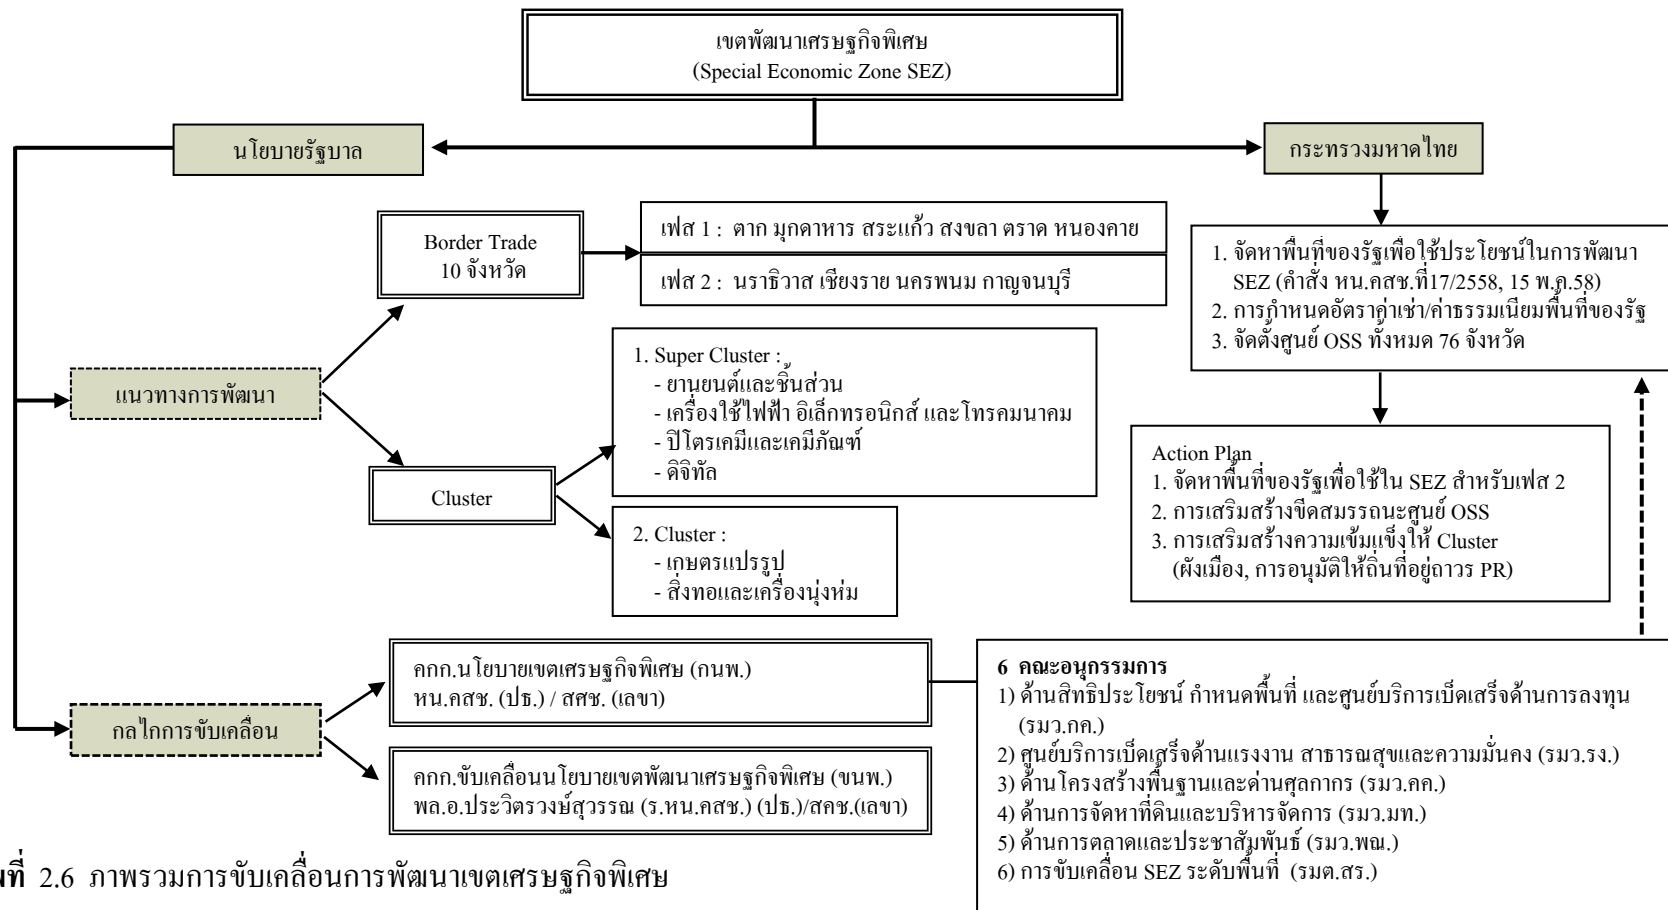 เขตพัฒนาเศรษฐกิจพิเศษ
(Special Economic Zone SEZ)
นโยบายรัฐบาล
กระทรวงมหาดไทย
Border Trade
10 จังหวัด
เฟส 1 : ตาก มุกดาหาร สระแก้ว สงขลา ตราด หนองคาย
เฟส 2 : นราธิวาส เชียงราย นครพนม กาญจนบุรี
1. จัดหาพื้นที่ของรัฐเพื่อใช้ประโยชน์ในการพัฒนา
SEZ (คำสั่ง หน.คสช.ที่17/2558, 15 พ.ค.58)
2. การกำหนดอัตราค่าเช่า/ค่าธรรมเนียมพื้นที่ของรัฐ
3. จัดตั้งศูนย์ OSS ทั้งหมด 76 จังหวัด
แนวทางการพัฒนา
1. Super Cluster :
- ยานยนต์และชิ้นส่วน
- เครื่องใช้ไฟฟ้า อิเล็กทรอนิกส์ และโทรคมนาคม
- ปิโตรเคมีและเคมีภัณฑ์
- ดิจิทัล
Cluster
2. Cluster :
- เกษตรแปรรูป
- สิ่งทอและเครื่องนุ่งห่ม
Action Plan
1. จัดหาพื้นที่ของรัฐเพื่อใช้ใน SEZ สำหรับเฟส 2
2. การเสริมสร้างขีดสมรรถนะศูนย์ OSS
3. การเสริมสร้างความเข้มแข็งให้ Cluster
(ผังเมือง, การอนุมัติให้ถิ่นที่อยู่ถาวร PR)
กลไกการขับเคลื่อน
คกก.นโยบายเขตเศรษฐกิจพิเศษ (กนพ.)
หน.คสช. (ปธ.) / สศช. (เลขา)
คกก.ขับเคลื่อนนโยบายเขตพัฒนาเศรษฐกิจพิเศษ (ขนพ.)
พล.อ.ประวิตรวงษ์สุวรรณ (ร.หน.คสช.) (ปธ.)/สคช.(เลขา)
6 คณะอนุกรรมการ
1) ด้านสิทธิประโยชน์ กำหนดพื้นที่ และศูนย์บริการเบ็ดเสร็จด้านการลงทุน
(รมว.กค.)
2) ศูนย์บริการเบ็ดเสร็จด้านแรงงาน สาธารณสุขและความมั่นคง (รมว.รง.)
3) ด้านโครงสร้างพื้นฐานและด่านศุลกากร (รมว.คค.)
4) ด้านการจัดหาที่ดินและบริหารจัดการ (รมว.มท.)
5) ด้านการตลาดและประชาสัมพันธ์ (รมว.พณ.)
6) การขับเคลื่อน SEZ ระดับพื้นที่ (รมต.สร.)
ที่ 2.6 ภาพรวมการขับเคลื่อนการพัฒนาเขตเศรษฐกิจพิเศษ